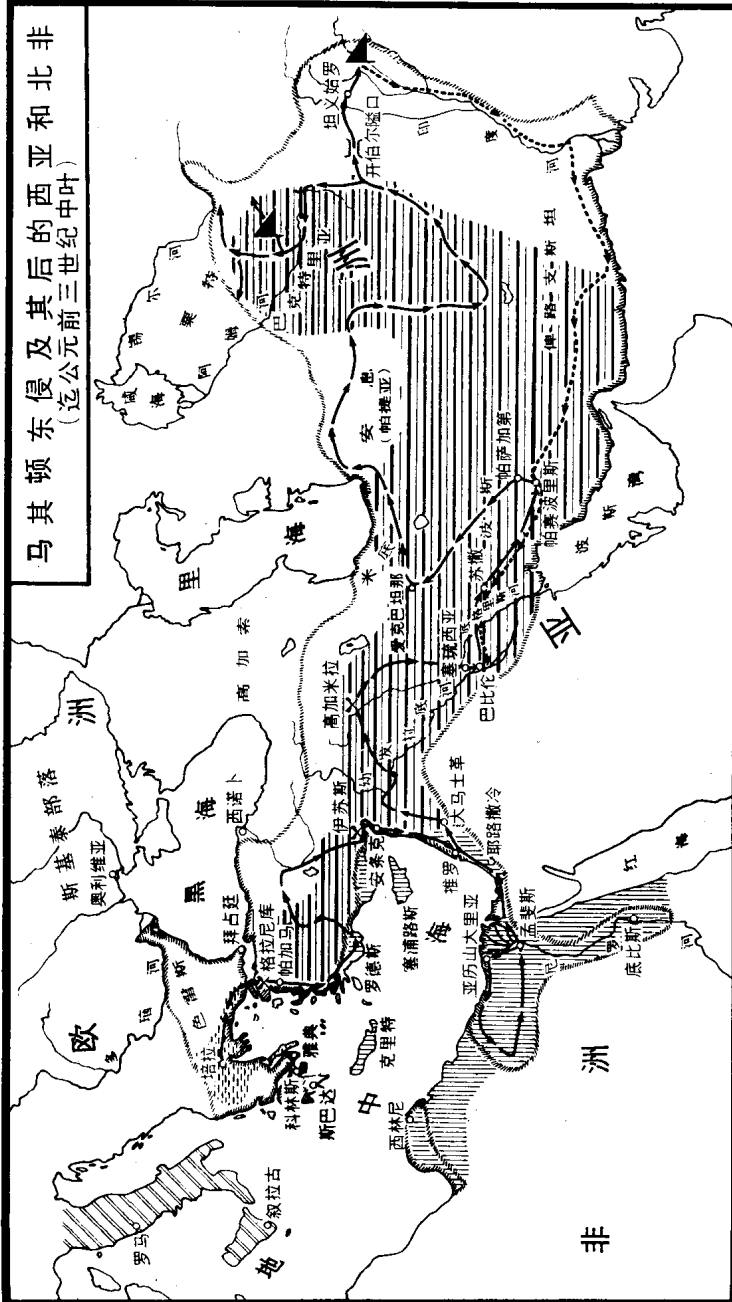 马其顿东侵及其后的西亚和北非
(迄公元前三世纪中叶)
欧
洲
亚
洲
非
洲
斯基泰部落
奥利维亚
黑海
西诺卜
高加索
里海
咸海
锡尔河
阿姆河
多瑙河
色雷斯
培拉
拜占廷
格拉尼库
帕加马
科林斯
雅典
斯巴达
罗德斯
克里特
塞浦路斯
罗马
叙拉古
地中海
西林尼
亚历山大里亚
孟斐斯
尼罗河
底比斯
红海
耶路撒冷
推罗
大马士革
安条克
伊苏斯
高加米拉
幼发拉底河
底格里斯河
塞琉西亚
巴比伦
苏撒
爱克巴坦那
米底
波斯
帕萨加第
帕赛波里斯
波斯湾
安息
(帕提亚)
巴克特里亚
俾路支斯坦
开伯尔隘口
坦义始罗
印度河